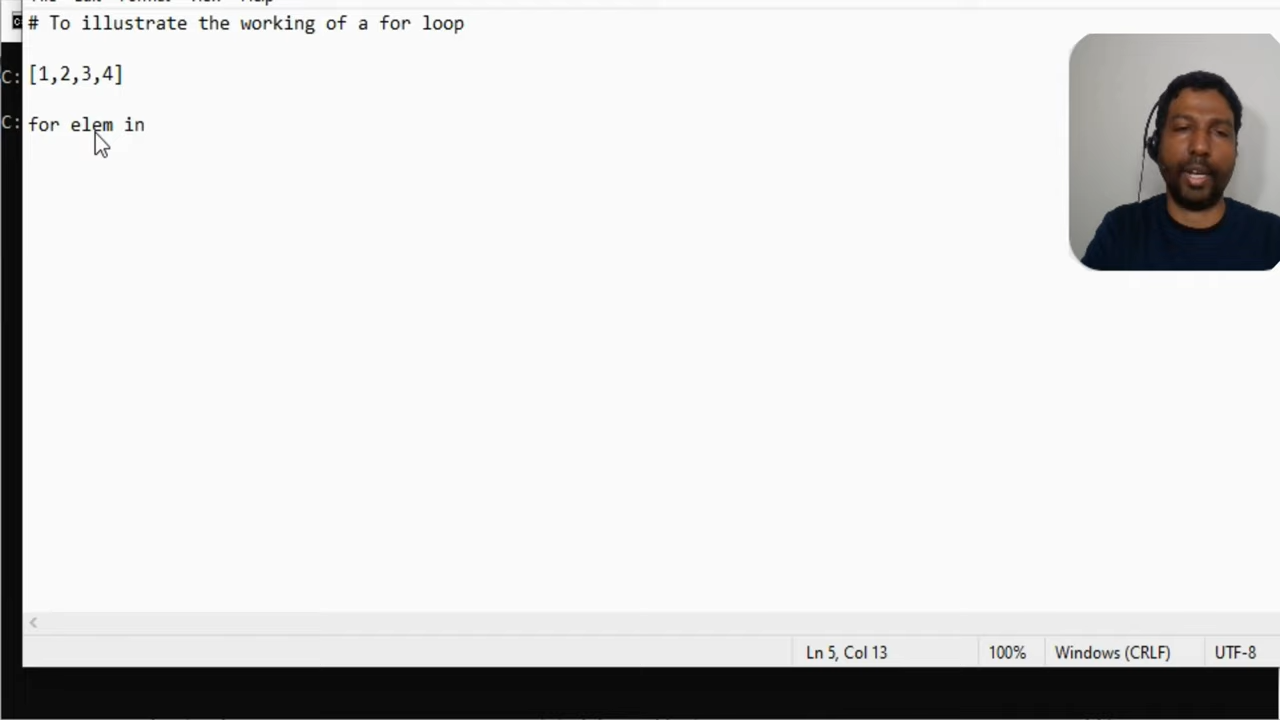 # To illustrate the working of a for loop
[1,2,3,4]
for elem in
C:
C:
Ln 5, Col 13
100%
Windows (CRLF)
UTF-8